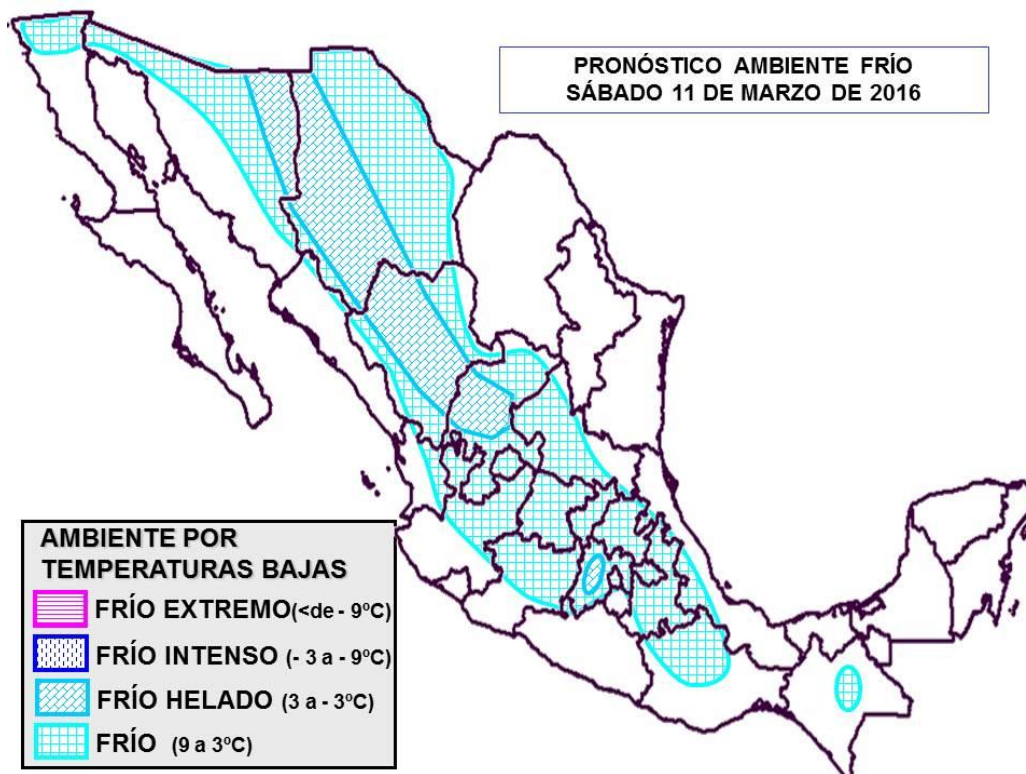 PRONÓSTICO AMBIENTE FRÍO
SÁBADO 11 DE MARZO DE 2016
AMBIENTE POR
TEMPERATURAS BAJAS
FRÍO EXTREMO(<de - 9ºC)
FRÍO INTENSO (- 3 a - 9ºC)
FRÍO HELADO (3 a - 3ºC)
FRÍO (9 a 3ºC)